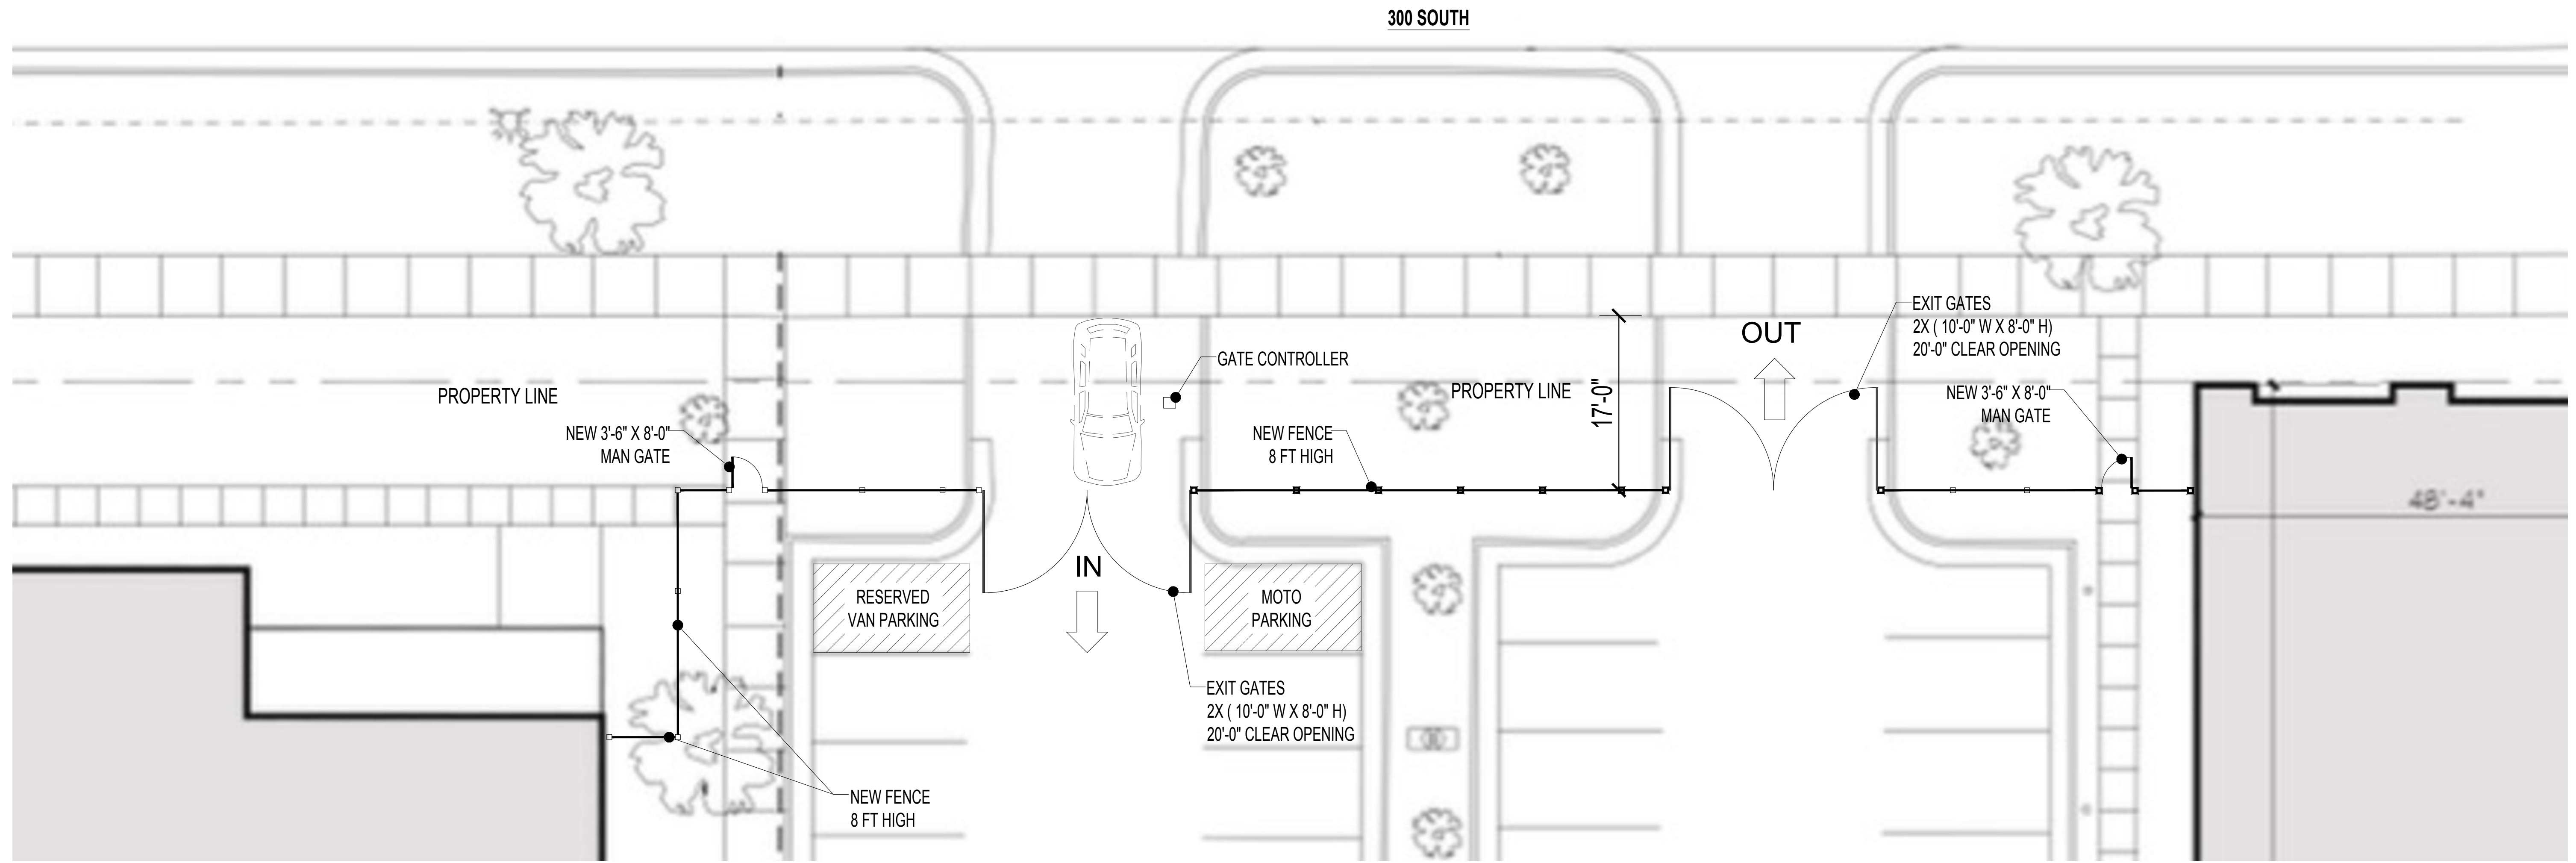 300 SOUTH
EXIT GATES
2X ( 10'-0" W X 8'-0" H)
20'-0" CLEAR OPENING
OUT
GATE CONTROLLER
PROPERTY LINE
PROPERTY LINE
17'-0"
NEW 3'-6" X 8'-0"
MAN GATE
NEW 3'-6" X 8'-0"
MAN GATE
NEW FENCE
8 FT HIGH
48'-4"
IN
RESERVED
VAN PARKING
MOTO
PARKING
EXIT GATES
2X ( 10'-0" W X 8'-0" H)
20'-0" CLEAR OPENING
NEW FENCE
8 FT HIGH